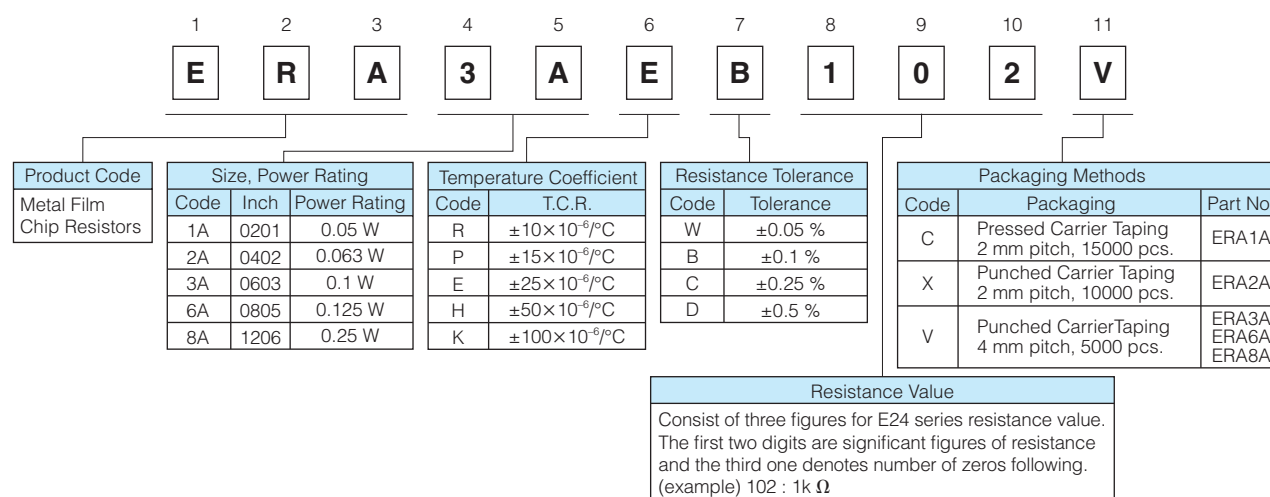 1 2 3 4 5 6 7 8 9 10 11
E R A 3 A E B 1 0 2 V
Product Code
Metal Film
Chip Resistors
Size, Power Rating
Code Inch Power Rating
1A 0201 0.05 W
2A 0402 0.063 W
3A 0603 0.1 W
6A 0805 0.125 W
8A 1206 0.25 W
Temperature Coefficient
Code T.C.R.
R ±10×10⁻⁶/°C
P ±15×10⁻⁶/°C
E ±25×10⁻⁶/°C
H ±50×10⁻⁶/°C
K ±100×10⁻⁶/°C
Resistance Tolerance
Code Tolerance
W ±0.05 %
B ±0.1 %
C ±0.25 %
D ±0.5 %
Packaging Methods
Code Packaging Part No
C Pressed Carrier Taping
2 mm pitch, 15000 pcs. ERA1A
X Punched Carrier Taping
2 mm pitch, 10000 pcs. ERA2A
V Punched CarrierTaping
4 mm pitch, 5000 pcs.
ERA3A
ERA6A
ERA8A
Resistance Value
Consist of three figures for E24 series resistance value.
The first two digits are significant figures of resistance
and the third one denotes number of zeros following.
(example) 102 : 1k Ω